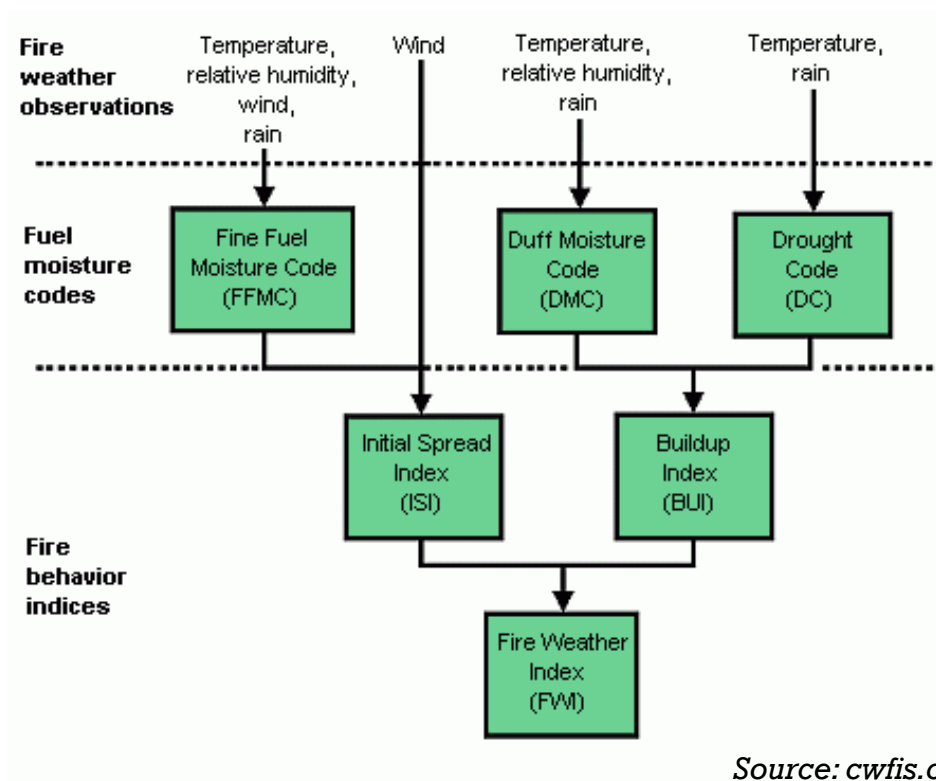 Fire
weather
observations
Temperature,
relative humidity,
wind,
rain
Wind
Temperature,
relative humidity,
rain
Temperature,
rain
Fuel
moisture
codes
Fine Fuel
Moisture Code
(FFMC)
Duff Moisture
Code
(DMC)
Drought
Code
(DC)
Fire
behavior
indices
Initial Spread
Index
(ISI)
Buildup
Index
(BUI)
Fire Weather
Index
(FWI)
Source: cwfis.c